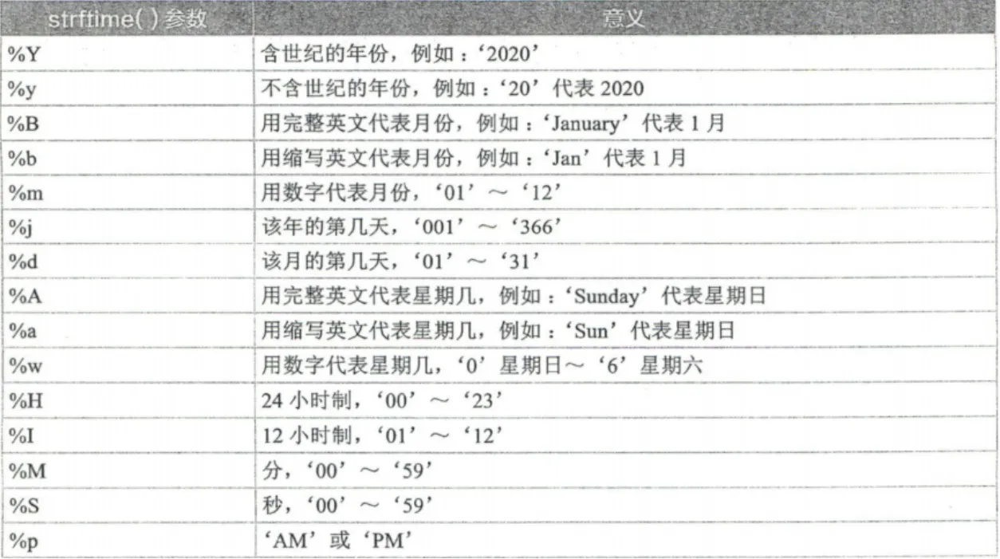 strftime( ) 参数 意义
%Y 含世纪的年份，例如：‘2020’
%y 不含世纪的年份，例如：‘20’ 代表 2020
%B 用完整英文代表月份，例如：‘January’ 代表 1 月
%b 用缩写英文代表月份，例如：‘Jan’ 代表 1 月
%m 用数字代表月份，‘01’ ～ ‘12’
%j 该年的第几天，‘001’ ～ ‘366’
%d 该月的第几天，‘01’ ～ ‘31’
%A 用完整英文代表星期几，例如：‘Sunday’ 代表星期日
%a 用缩写英文代表星期几，例如：‘Sun’ 代表星期日
%w 用数字代表星期几，‘0’ 星期日～ ‘6’ 星期六
%H 24 小时制，‘00’ ～ ‘23’
%I 12 小时制，‘01’ ～ ‘12’
%M 分，‘00’ ～ ‘59’
%S 秒，‘00’ ～ ‘59’
%p ‘AM’ 或 ‘PM’